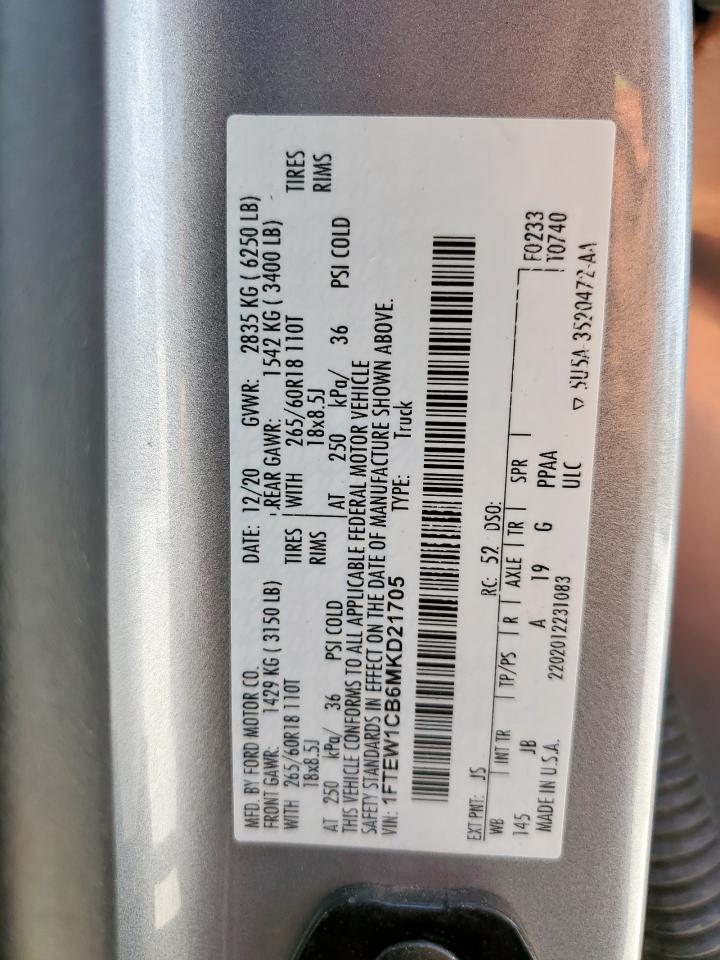 MFD. BY FORD MOTOR CO. DATE: 12/20 GVWR: 2835 KG ( 6250 LB)
FRONT GAWR: 1429 KG ( 3150 LB) REAR GAWR: 1542 KG ( 3400 LB)
WITH 265/60R18 110T TIRES WITH 265/60R18 110T TIRES
18x8.5J RIMS 18x8.5J RIMS
AT 250 kPa/ 36 PSI COLD AT 250 kPa/ 36 PSI COLD
THIS VEHICLE CONFORMS TO ALL APPLICABLE FEDERAL MOTOR VEHICLE
SAFETY STANDARDS IN EFFECT ON THE DATE OF MANUFACTURE SHOWN ABOVE.
VIN: 1FTEW1CB6MKD21705 TYPE: Truck
EXT PNT: JS RC: 52 DSO:
WB INT TR TP/PS R AXLE TR SPR F0233
145 JB A 19 G PPAA T0740
MADE IN U.S.A. 2202012231083 ULC ▽ 5U5A-3520472-AA